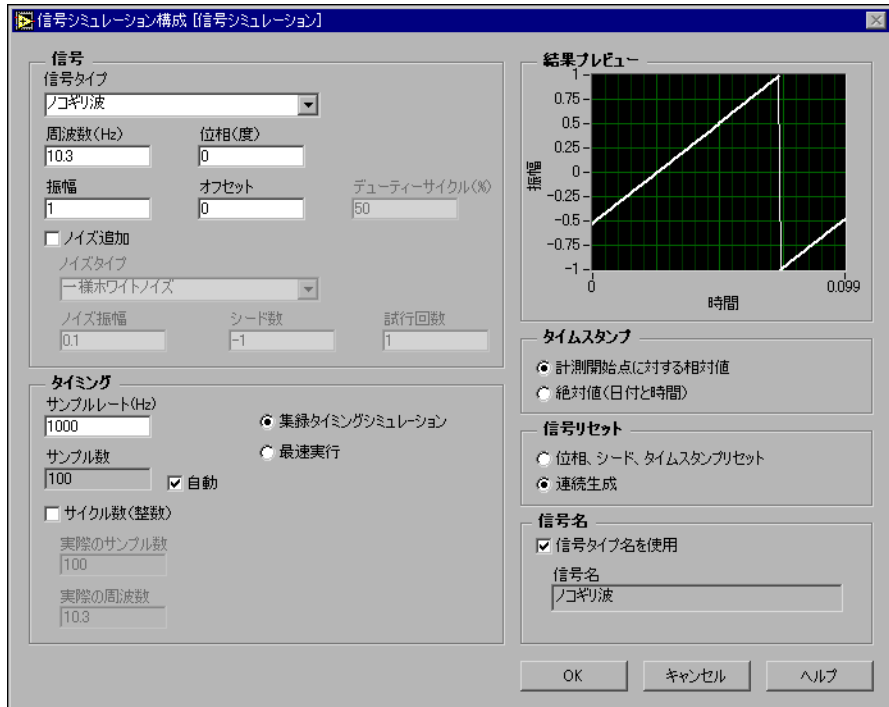 信号シミュレーション構成 [信号シミュレーション]
信号
信号タイプ
ノコギリ波
周波数(Hz) 位相(度)
10.3 0
振幅 オフセット デューティーサイクル(%)
1 0 50
ノイズ追加
ノイズタイプ
一様ホワイトノイズ
ノイズ振幅 シード数 試行回数
0.1 -1 1
タイミング
サンプルレート(Hz)
1000
集録タイミングシミュレーション
サンプル数
最速実行
100
自動
サイクル数(整数)
実際のサンプル数
100
実際の周波数
10.3
結果プレビュー
1
0.75
0.5
0.25
0
-0.25
-0.5
-0.75
-1
振幅
0 0.099
時間
タイムスタンプ
計測開始点に対する相対値
絶対値(日付と時間)
信号リセット
位相、シード、タイムスタンプリセット
連続生成
信号名
信号タイプ名を使用
信号名
ノコギリ波
OK キャンセル ヘルプ